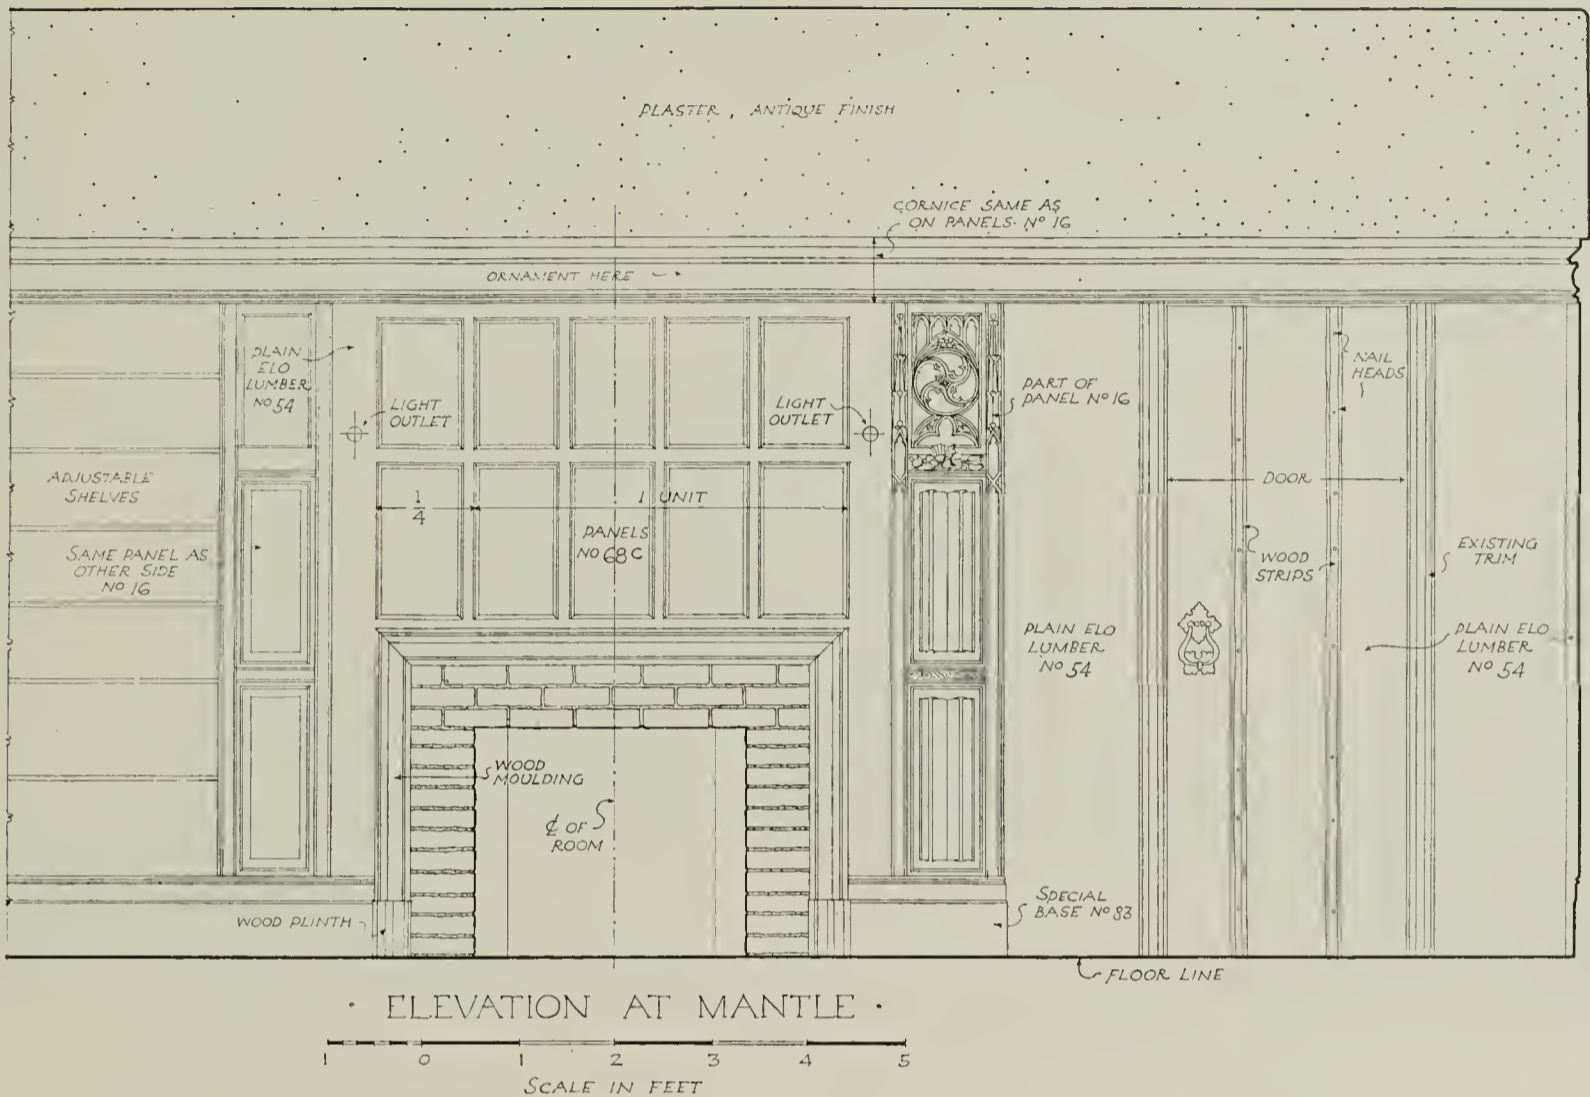 PLASTER, ANTIQUE FINISH
CORNICE SAME AS
ON PANELS. Nº 16
ORNAMENT HERE
PLAIN
ELO
LUMBER
Nº 54
LIGHT
OUTLET
LIGHT
OUTLET
PART OF
PANEL Nº 16
NAIL
HEADS
ADJUSTABLE
SHELVES
1/4
1 UNIT
DOOR
PANELS
Nº 68C
SAME PANEL AS
OTHER SIDE
Nº 16
WOOD
STRIPS
EXISTING
TRIM
PLAIN ELO
LUMBER
Nº 54
PLAIN ELO
LUMBER
Nº 54
WOOD
MOULDING
℄ OF
ROOM
WOOD PLINTH
SPECIAL
BASE Nº 83
FLOOR LINE
· ELEVATION AT MANTLE ·
1 0 1 2 3 4 5
SCALE IN FEET